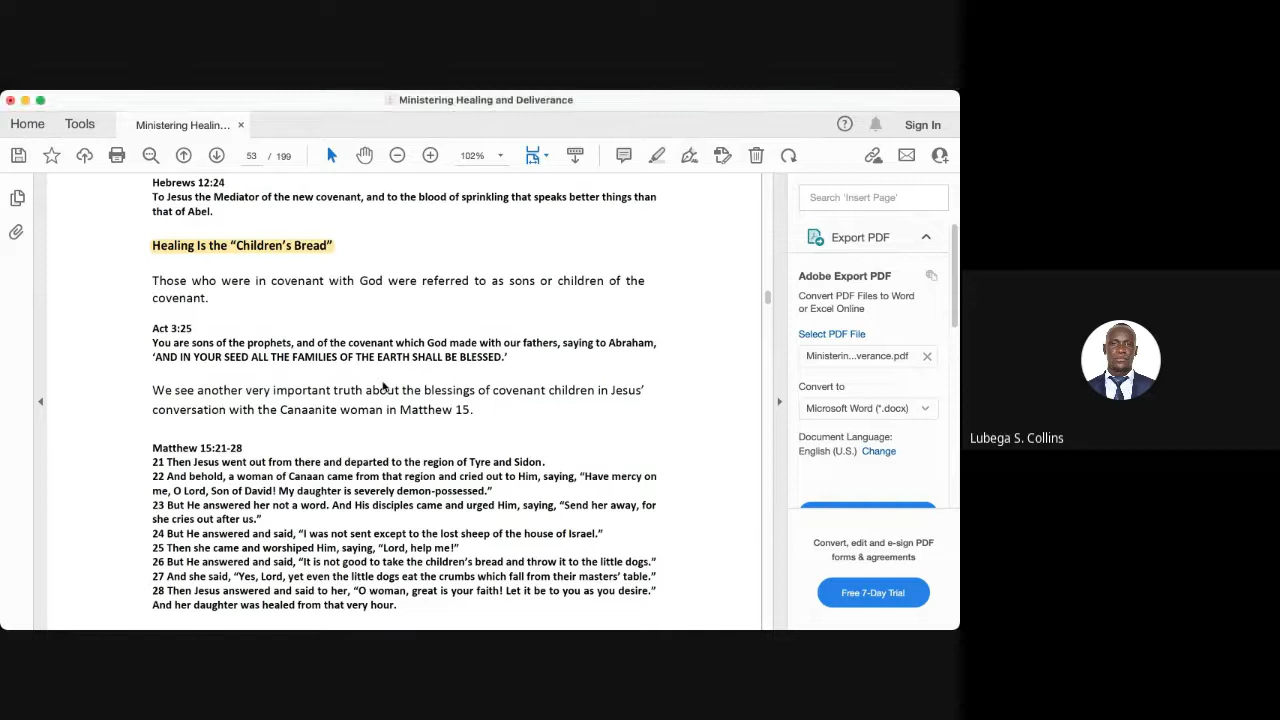 Ministering Healing and Deliverance
Home
Tools
Ministering Healin...
Sign In
53 / 199
102%
Hebrews 12:24
To Jesus the Mediator of the new covenant, and to the blood of sprinkling that speaks better things than
that of Abel.
Healing Is the “Children’s Bread”
Those who were in covenant with God were referred to as sons or children of the
covenant.
Act 3:25
You are sons of the prophets, and of the covenant which God made with our fathers, saying to Abraham,
‘AND IN YOUR SEED ALL THE FAMILIES OF THE EARTH SHALL BE BLESSED.’
We see another very important truth about the blessings of covenant children in Jesus’
conversation with the Canaanite woman in Matthew 15.
Matthew 15:21-28
21 Then Jesus went out from there and departed to the region of Tyre and Sidon.
22 And behold, a woman of Canaan came from that region and cried out to Him, saying, “Have mercy on
me, O Lord, Son of David! My daughter is severely demon-possessed.”
23 But He answered her not a word. And His disciples came and urged Him, saying, “Send her away, for
she cries out after us.”
24 But He answered and said, “I was not sent except to the lost sheep of the house of Israel.”
25 Then she came and worshiped Him, saying, “Lord, help me!”
26 But He answered and said, “It is not good to take the children’s bread and throw it to the little dogs.”
27 And she said, “Yes, Lord, yet even the little dogs eat the crumbs which fall from their masters’ table.”
28 Then Jesus answered and said to her, “O woman, great is your faith! Let it be to you as you desire.”
And her daughter was healed from that very hour.
Search ‘Insert Page’
Export PDF
Adobe Export PDF
Convert PDF Files to Word
or Excel Online
Select PDF File
Ministerin...verance.pdf
Convert to
Microsoft Word (*.docx)
Document Language:
English (U.S.) Change
Convert, edit and e-sign PDF
forms & agreements
Free 7-Day Trial
Lubega S. Collins